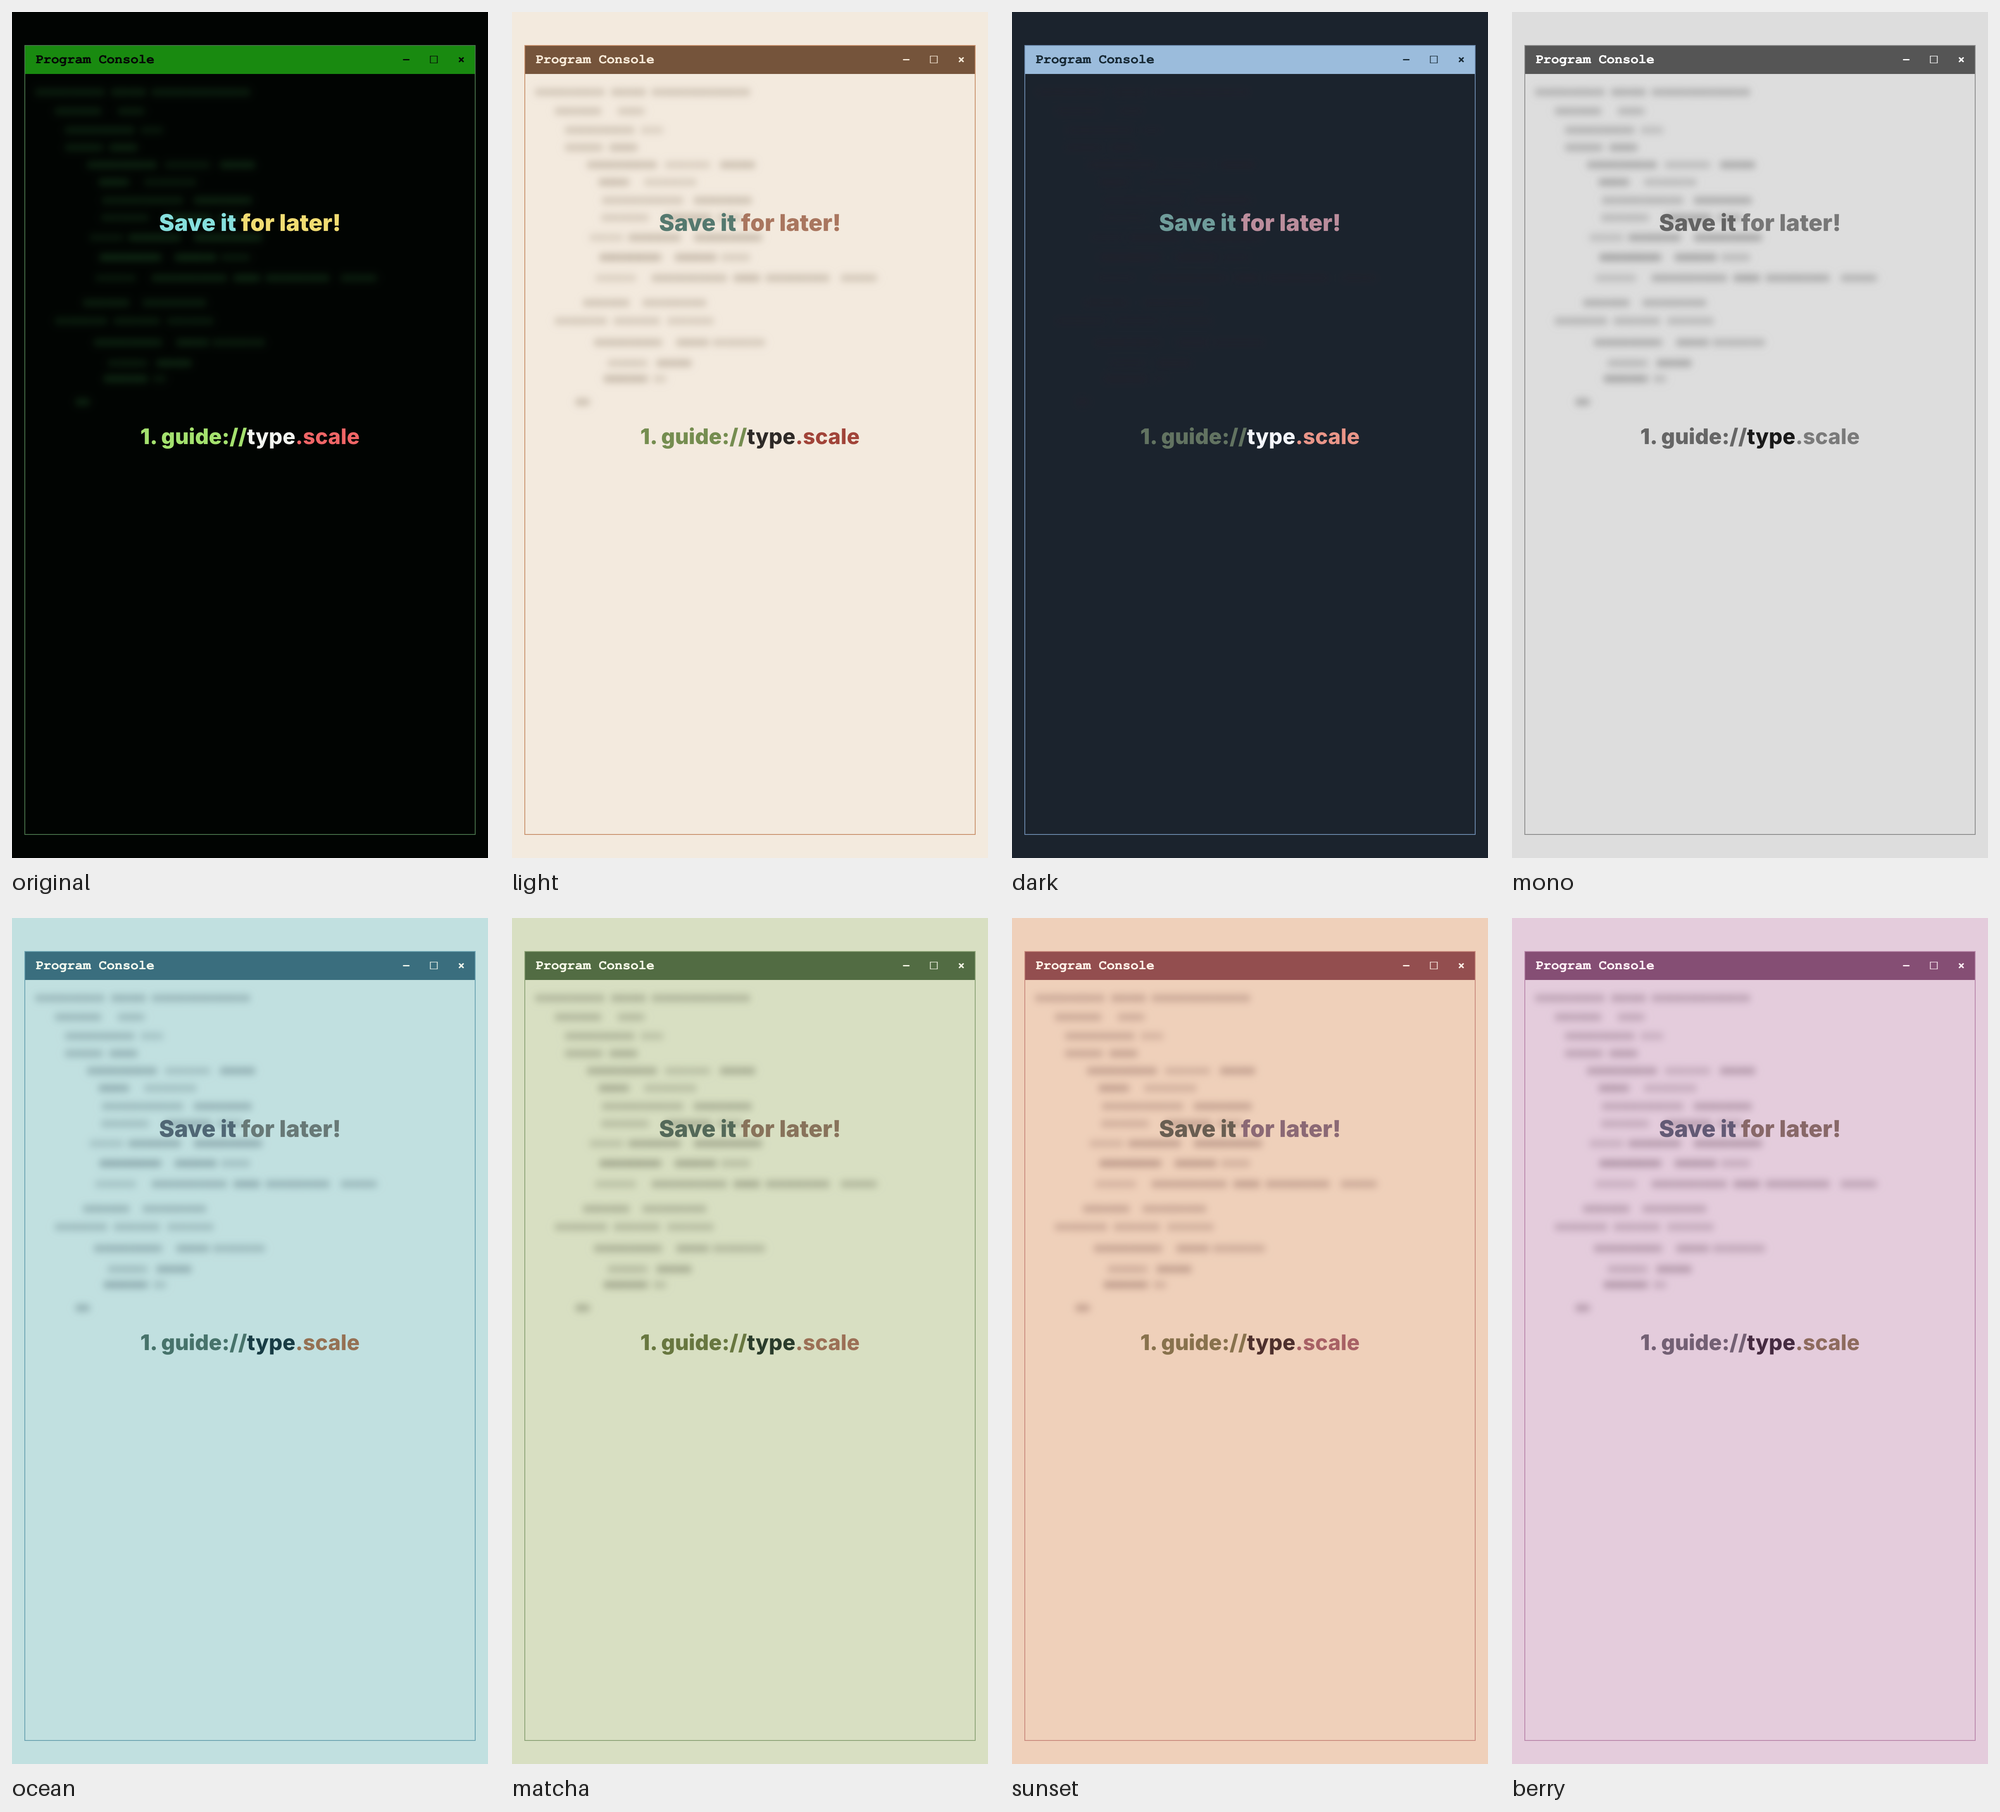 Program Console
Save it for later!
1. guide://type.scale
original
Program Console
Save it for later!
1. guide://type.scale
light
Program Console
Save it for later!
1. guide://type.scale
dark
Program Console
Save it for later!
1. guide://type.scale
mono
Program Console
Save it for later!
1. guide://type.scale
ocean
Program Console
Save it for later!
1. guide://type.scale
matcha
Program Console
Save it for later!
1. guide://type.scale
sunset
Program Console
Save it for later!
1. guide://type.scale
berry